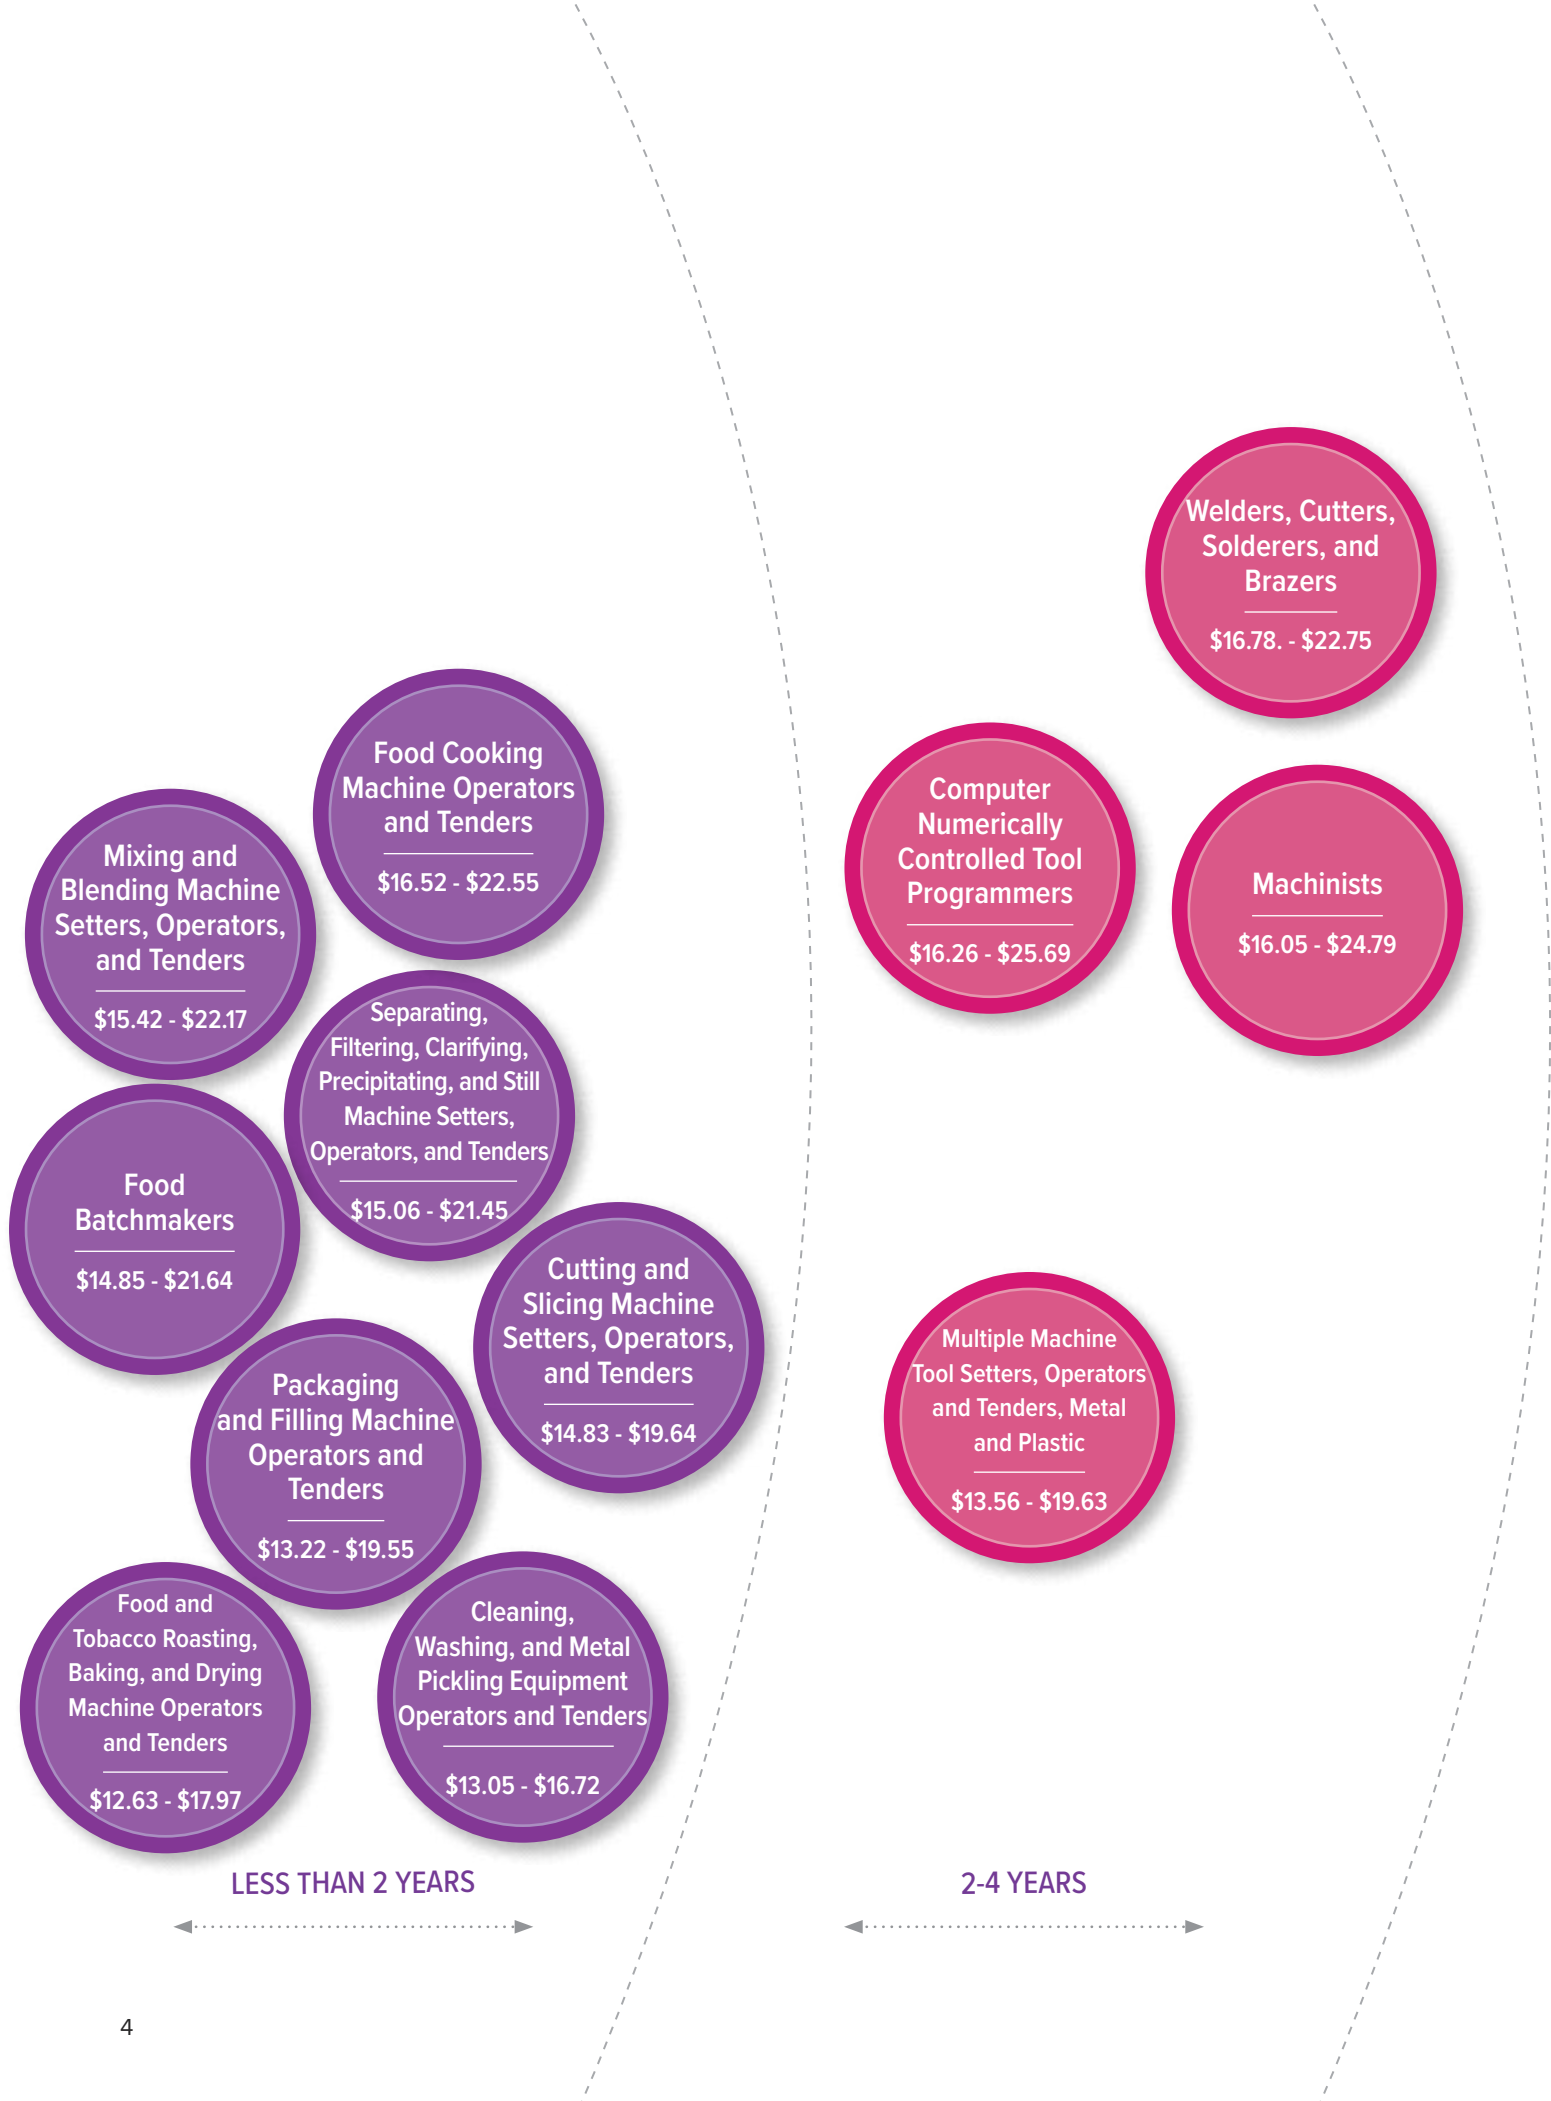 Welders, Cutters,
Solderers, and
Brazers
$16.78. - $22.75
Food Cooking
Machine Operators
and Tenders
$16.52 - $22.55
Computer
Numerically
Controlled Tool
Programmers
$16.26 - $25.69
Machinists
$16.05 - $24.79
Mixing and
Blending Machine
Setters, Operators,
and Tenders
$15.42 - $22.17
Separating,
Filtering, Clarifying,
Precipitating, and Still
Machine Setters,
Operators, and Tenders
$15.06 - $21.45
Food
Batchmakers
$14.85 - $21.64
Cutting and
Slicing Machine
Setters, Operators,
and Tenders
$14.83 - $19.64
Multiple Machine
Tool Setters, Operators
and Tenders, Metal
and Plastic
$13.56 - $19.63
Packaging
and Filling Machine
Operators and
Tenders
$13.22 - $19.55
Food and
Tobacco Roasting,
Baking, and Drying
Machine Operators
and Tenders
$12.63 - $17.97
Cleaning,
Washing, and Metal
Pickling Equipment
Operators and Tenders
$13.05 - $16.72
LESS THAN 2 YEARS
2-4 YEARS
4